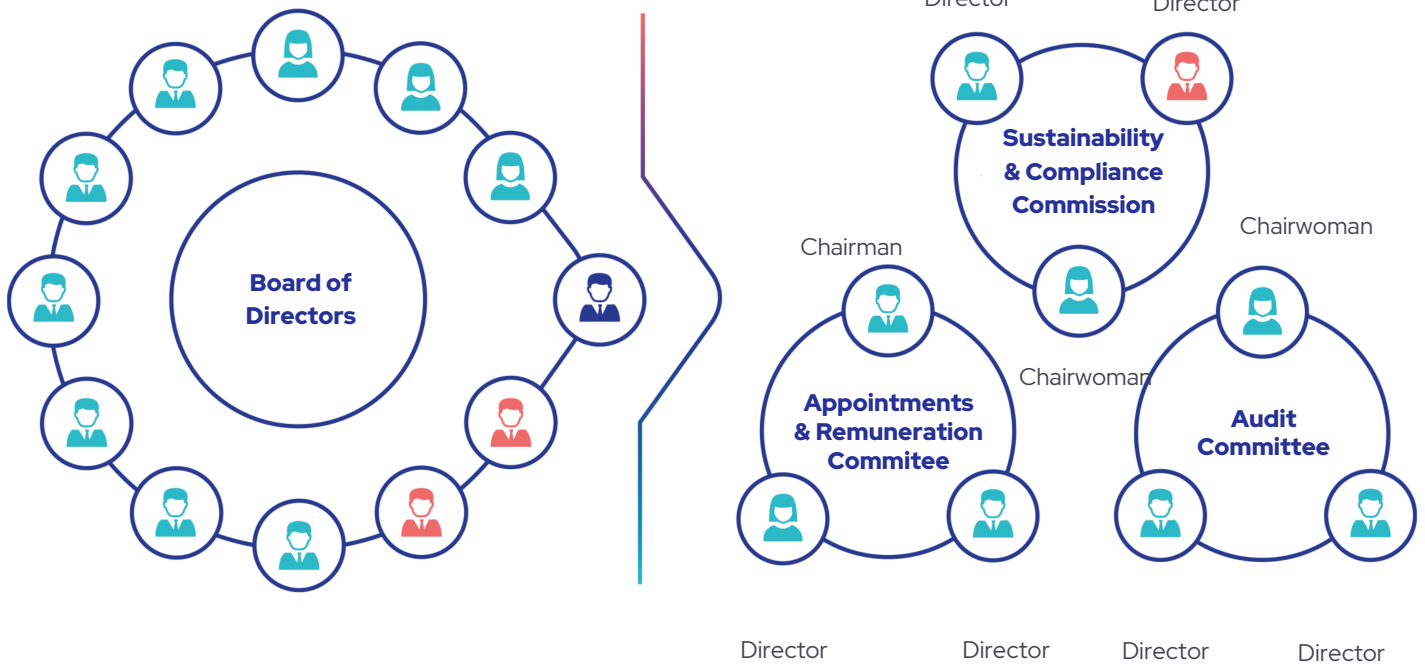 Director
Director
Board of
Directors
Sustainability
& Compliance
Commission
Chairwoman
Chairman
Appointments
& Remuneration
Commitee
Chairwoman
Audit
Committee
Director
Director
Director
Director